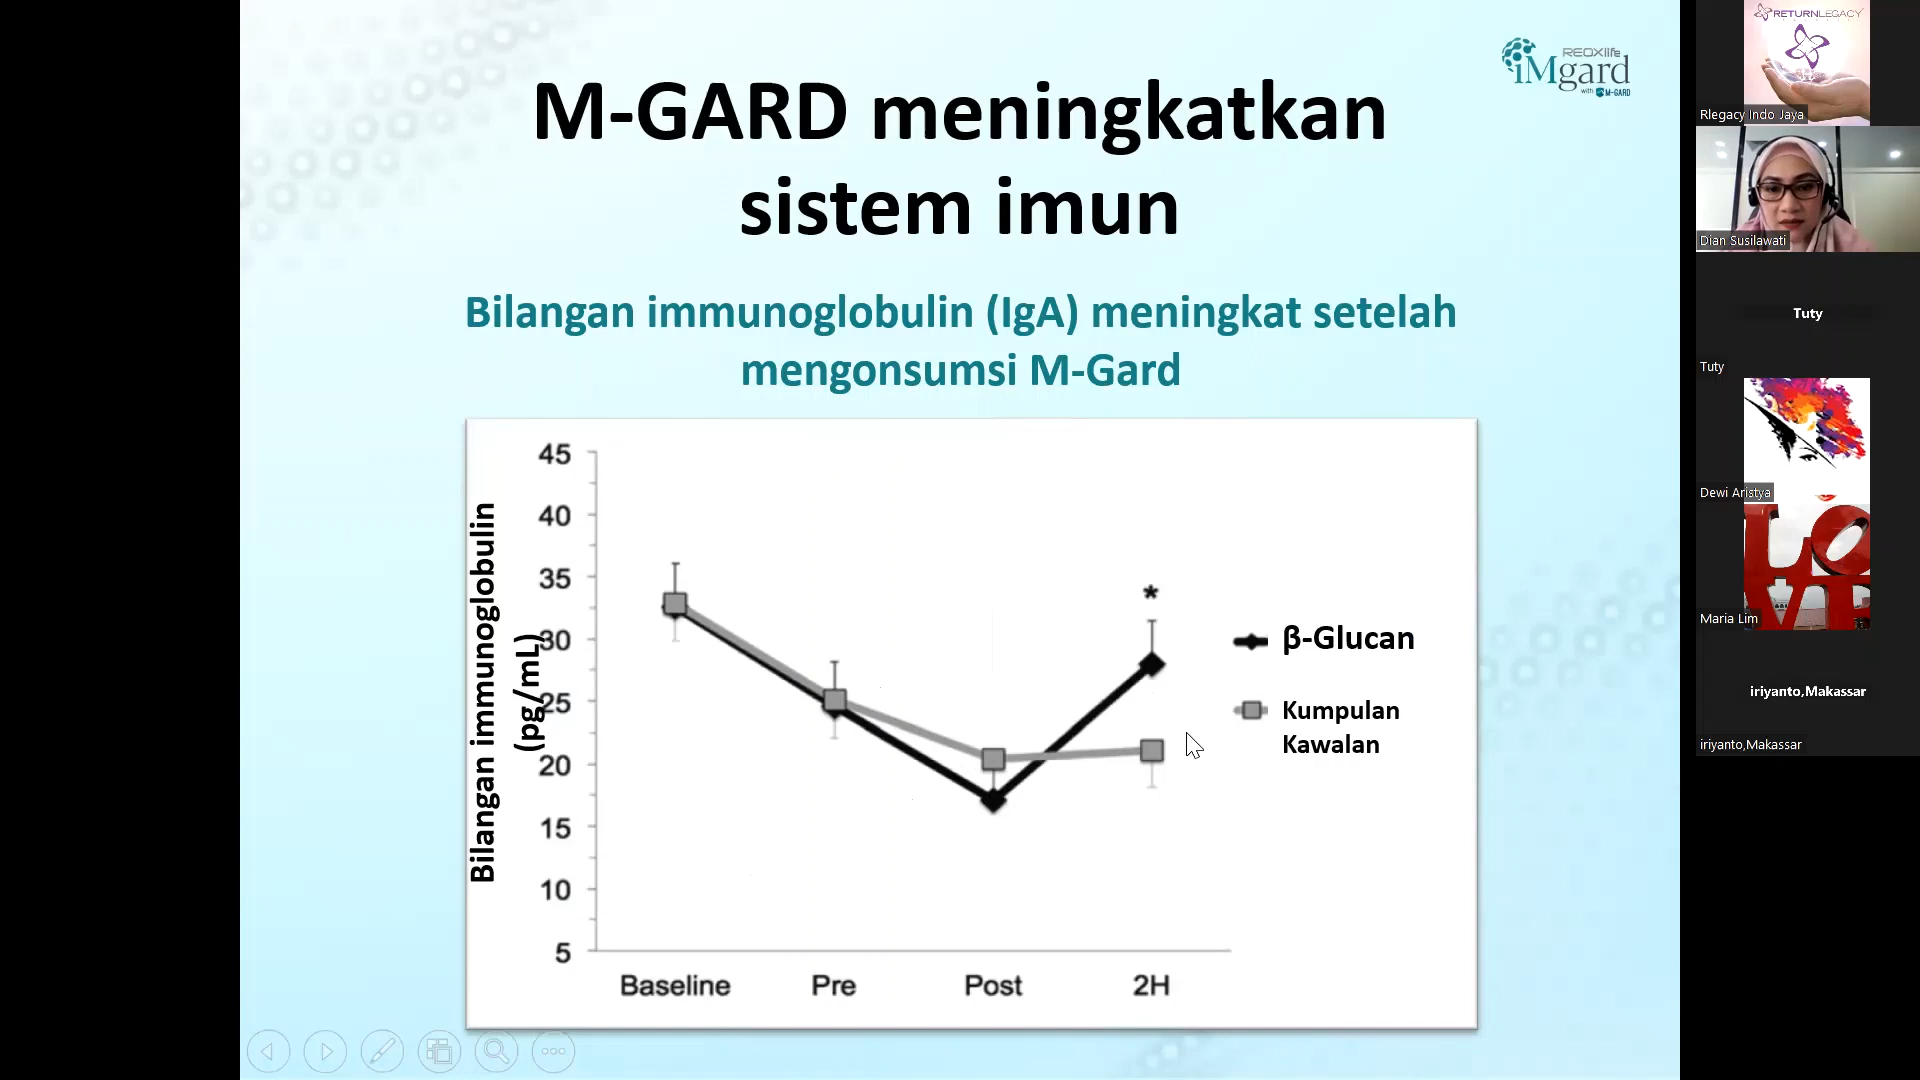 REOXlife
iMgard
with M-GARD
M-GARD meningkatkan
sistem imun
Bilangan immunoglobulin (IgA) meningkat setelah
mengonsumsi M-Gard
Bilangan immunoglobulin
(pg/mL)
45
40
35
30
25
20
15
10
5
Baseline Pre Post 2H
*
β-Glucan
Kumpulan
Kawalan
RETURNLEGACY
Rlegacy Indo Jaya
Dian Susilawati
Tuty
Tuty
Dewi Aristya
LO
VE
Maria Lim
iriyanto,Makassar
iriyanto,Makassar